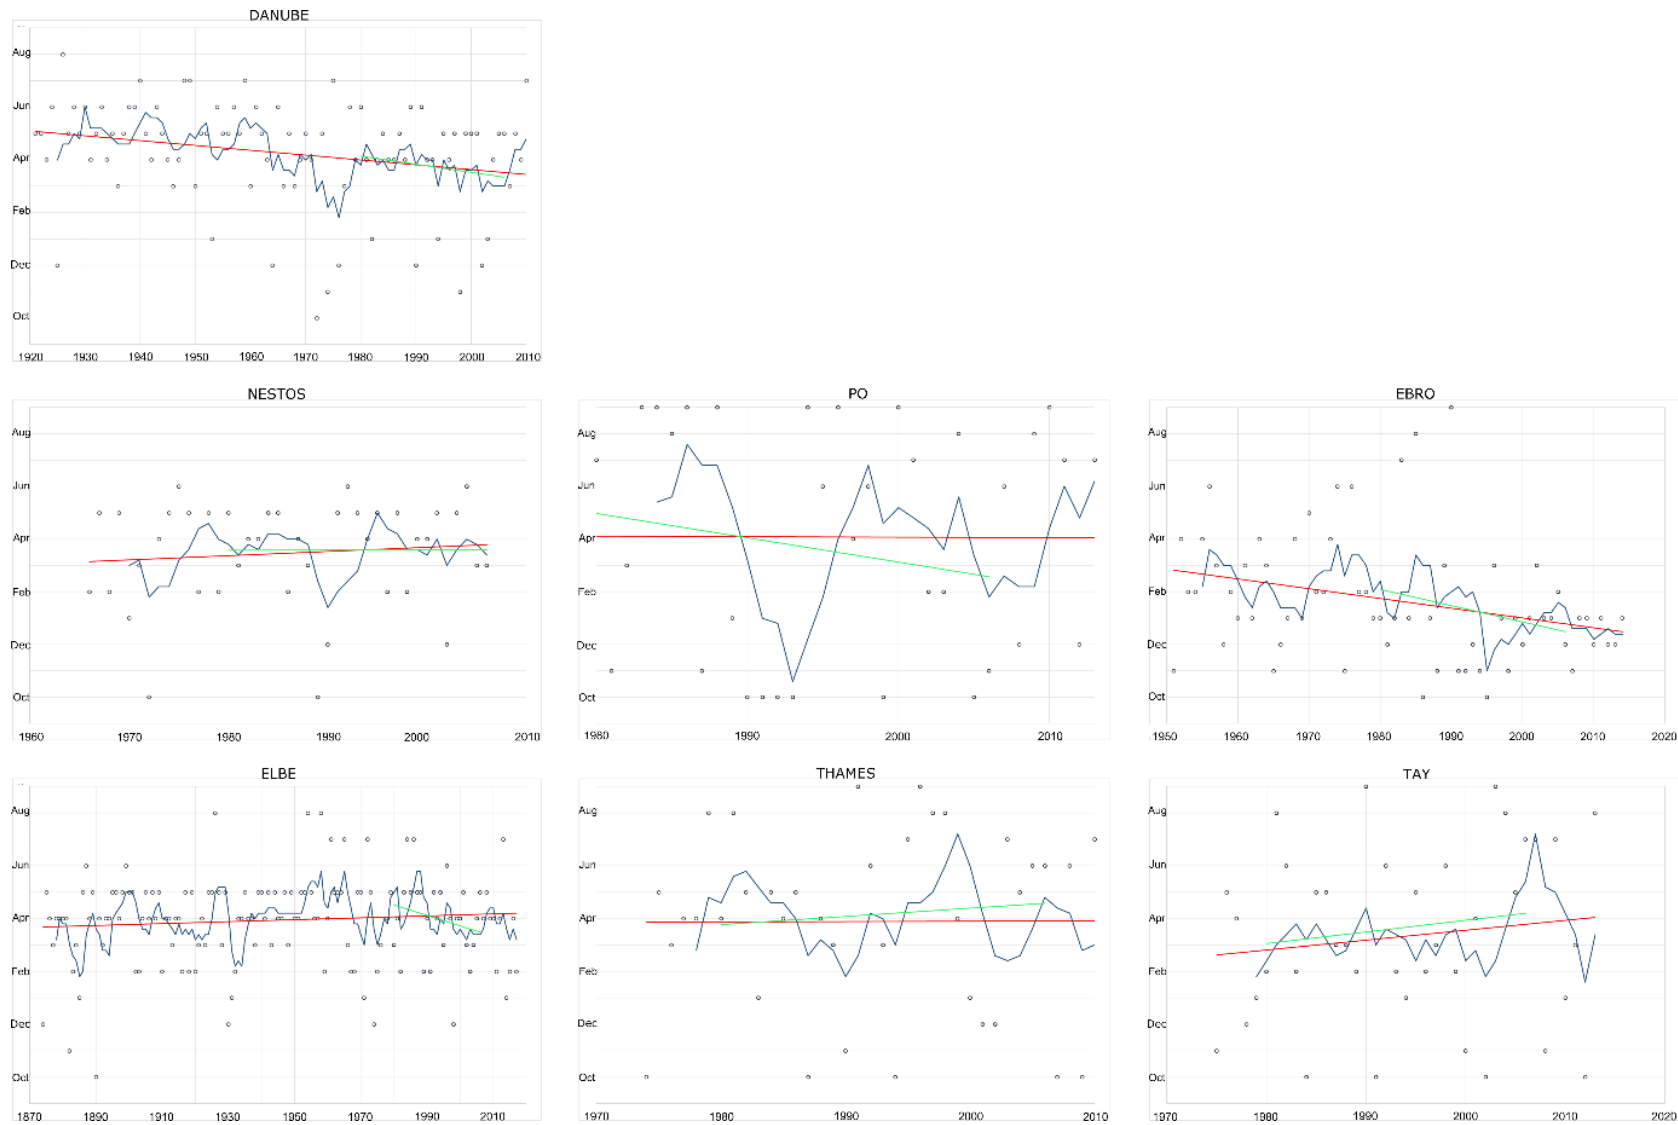 DANUBE
Aug
Jun
Apr
Feb
Dec
Oct
1920 1930 1940 1950 1960 1970 1980 1990 2000 2010
NESTOS
Aug
Jun
Apr
Feb
Dec
Oct
1960 1970 1980 1990 2000 2010
PO
Aug
Jun
Apr
Feb
Dec
Oct
1980 1990 2000 2010
EBRO
Aug
Jun
Apr
Feb
Dec
Oct
1950 1960 1970 1980 1990 2000 2010 2020
ELBE
Aug
Jun
Apr
Feb
Dec
Oct
1870 1890 1910 1930 1950 1970 1990 2010
THAMES
Aug
Jun
Apr
Feb
Dec
Oct
1970 1980 1990 2000 2010
TAY
Aug
Jun
Apr
Feb
Dec
Oct
1970 1980 1990 2000 2010 2020